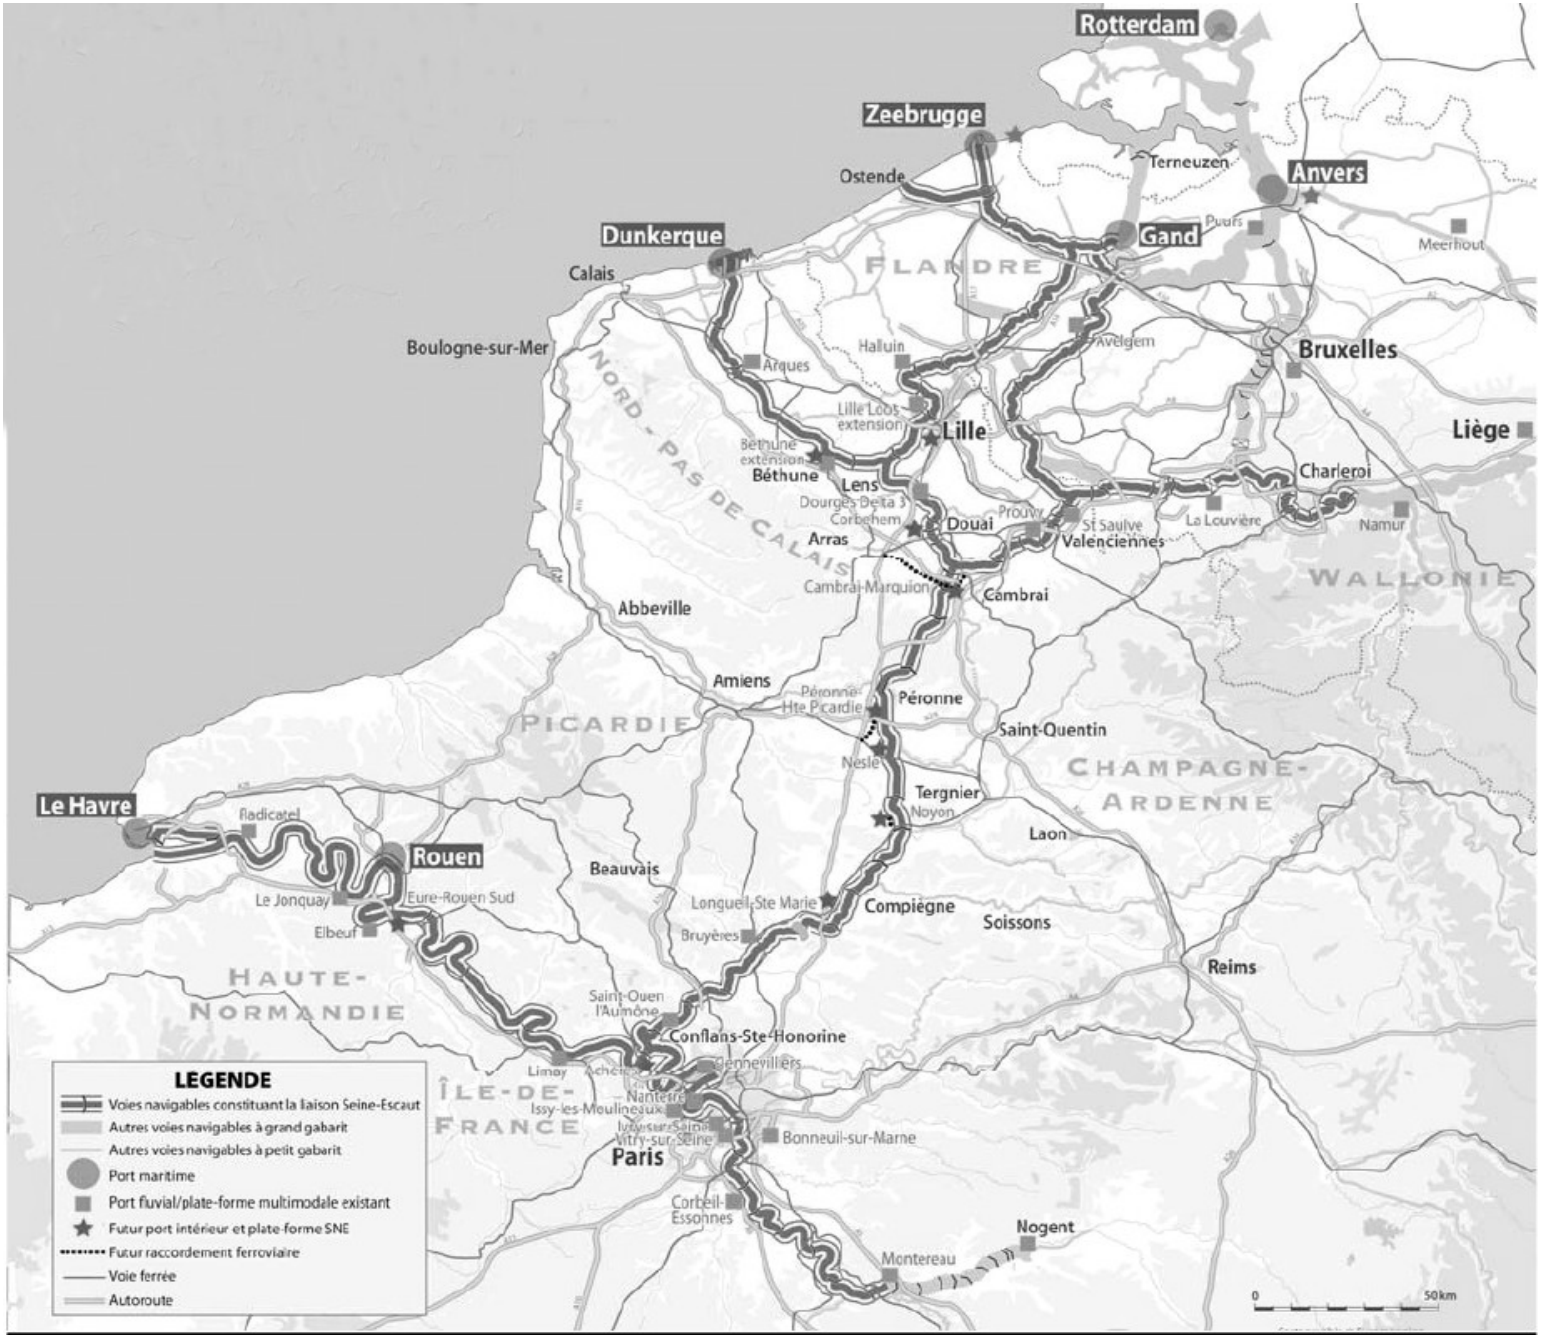 Rotterdam
Zeebrugge
Terneuzen
Anvers
Ostende
Dunkerque
Gand
Puurs
Meerhout
FLANDRE
Calais
Boulogne-sur-Mer
Halluin
Avelgem
Bruxelles
Arques
NORD - PAS DE CALAIS
Lille Loos
extension
Lille
Liège
Béthune
extension
Béthune
Lens
Charleroi
Dourges Delta 3
Corbehem
Douai
Prouvy
St Saulve
La Louvière
Namur
Arras
Valenciennes
WALLONIE
Cambrai-Marquion
Cambrai
Abbeville
Amiens
Péronne-
Hte Picardie
Péronne
PICARDIE
Saint-Quentin
Nesle
CHAMPAGNE-
ARDENNE
Tergnier
Noyon
Le Havre
Radicatel
Laon
Rouen
Beauvais
Le Jonquay
Eure-Rouen Sud
Longueil-Ste Marie
Compiègne
Elbeuf
Bruyères
Soissons
Reims
HAUTE-
NORMANDIE
Saint-Ouen
l'Aumône
Conflans-Ste-Honorine
Limay
Achères
Gennevilliers
ÎLE-DE-
FRANCE
Nanterre
Issy-les-Moulineaux
Ivry-sur-Seine
Vitry-sur-Seine
Bonneuil-sur-Marne
Paris
Corbeil-
Essonnes
Nogent
Montereau
LEGENDE
Voies navigables constituant la liaison Seine-Escaut
Autres voies navigables à grand gabarit
Autres voies navigables à petit gabarit
Port maritime
Port fluvial/plate-forme multimodale existant
Futur port intérieur et plate-forme SNE
Futur raccordement ferroviaire
Voie ferrée
Autoroute
0 50km